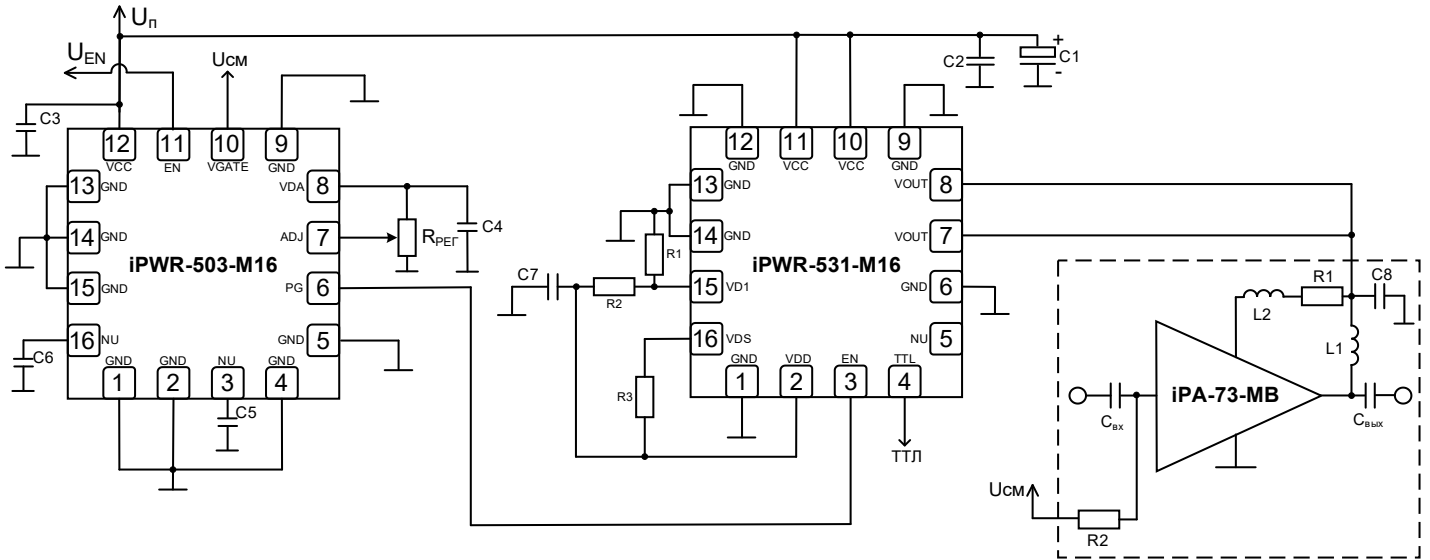 Uп
UEN
Uсм
C3
12
11
10
9
VCC
EN
VGATE
GND
13
GND
14
GND
15
GND
16
NU
VDA
8
ADJ
7
PG
6
GND
5
iPWR-503-M16
GND
GND
NU
GND
1
2
3
4
C6
C5
RРЕГ
C4
C2
+
C1
-
12
11
10
9
GND
VCC
VCC
GND
13
GND
14
GND
15
VD1
16
VDS
VOUT
8
VOUT
7
GND
6
NU
5
iPWR-531-M16
GND
VDD
EN
TTL
1
2
3
4
R1
C7
R2
R3
ТТЛ
R1
C8
L2
L1
iPA-73-MB
Cвх
Cвых
Uсм
R2